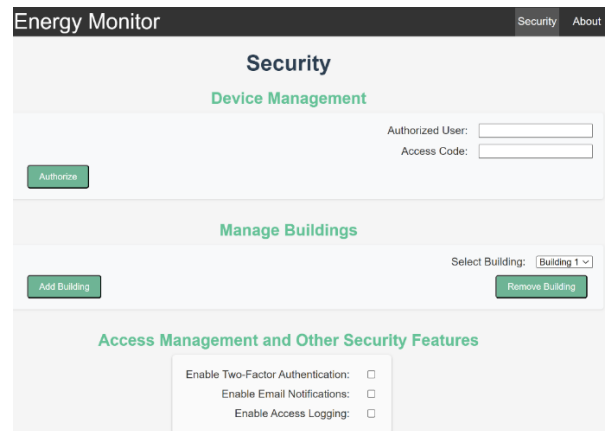 Energy Monitor Security About
Security
Device Management
Authorized User:
Access Code:
Authorize
Manage Buildings
Select Building: Building 1
Add Building Remove Building
Access Management and Other Security Features
Enable Two-Factor Authentication:
Enable Email Notifications:
Enable Access Logging: